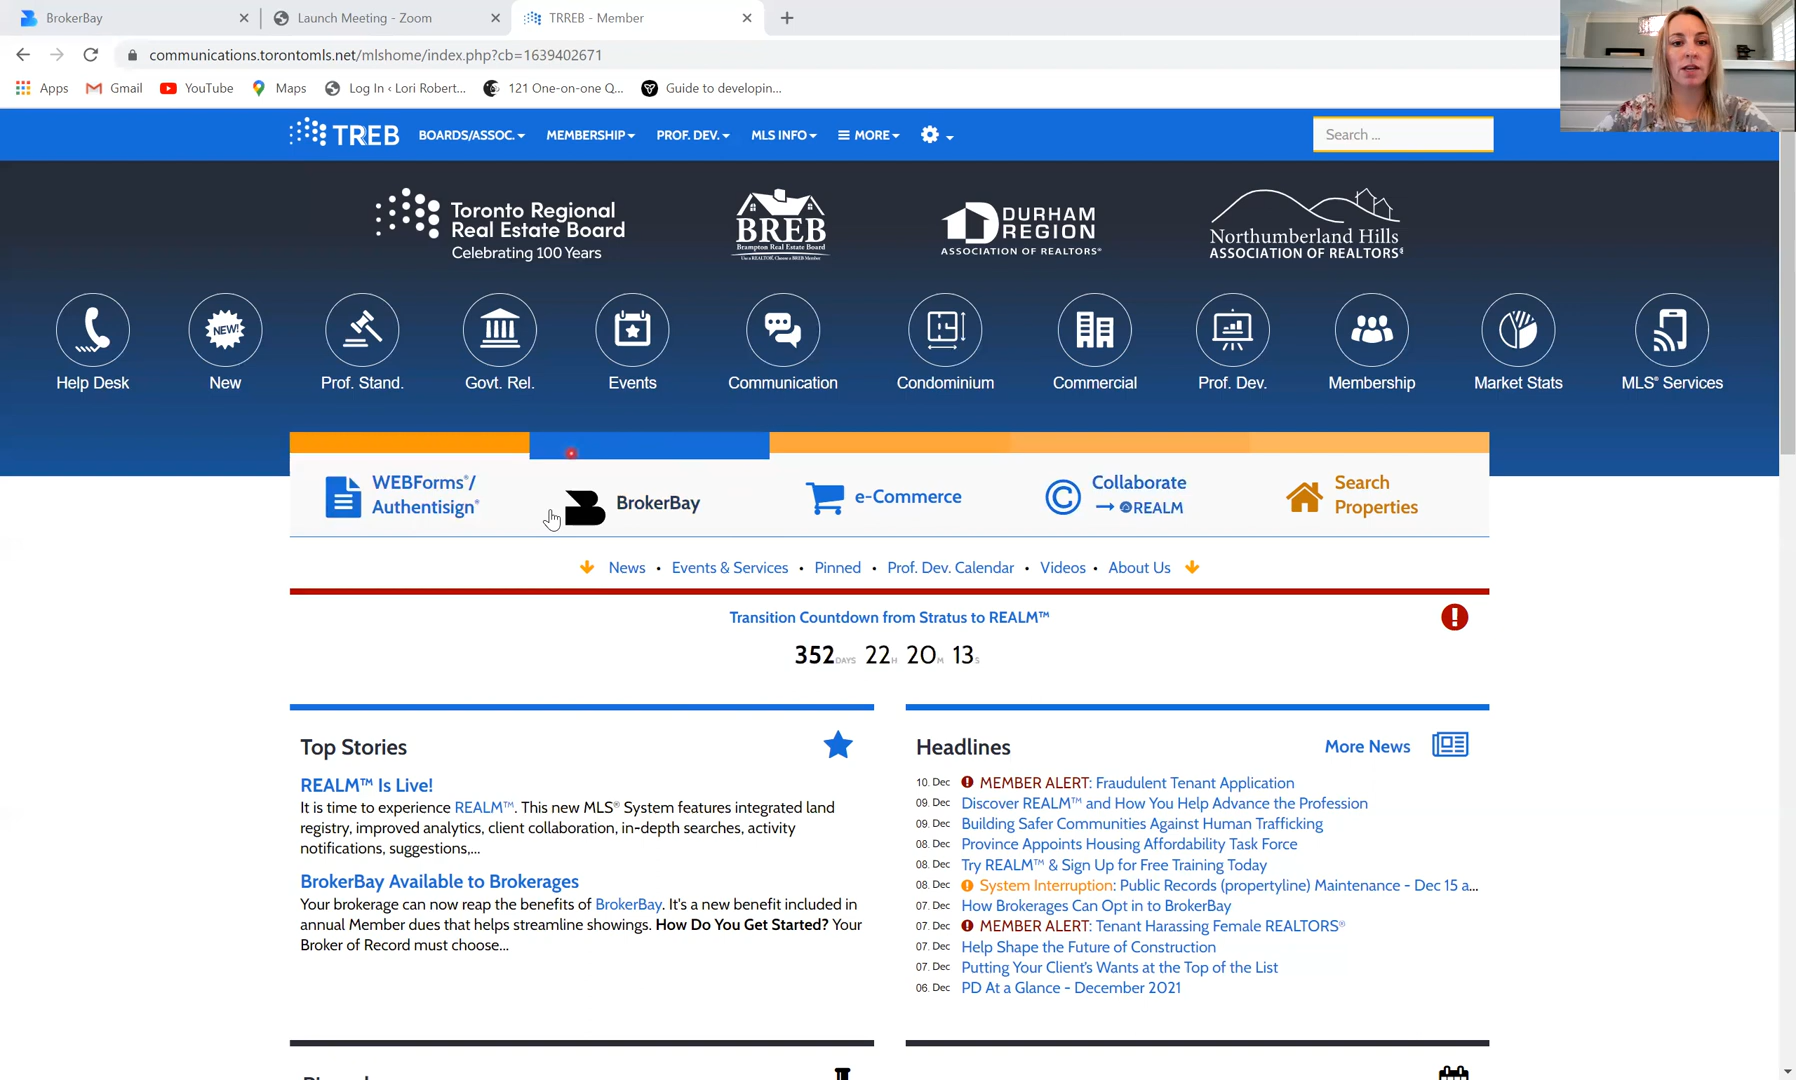 BrokerBay
Launch Meeting - Zoom
TRREB - Member
communications.torontomls.net/mlshome/index.php?cb=1639402671
Apps
Gmail
YouTube
Maps
Log In ‹ Lori Robert...
121 One-on-one Q...
Guide to developin...
TREB
BOARDS/ASSOC.
MEMBERSHIP
PROF. DEV.
MLS INFO
MORE
Search ...
Toronto Regional
Real Estate Board
Celebrating 100 Years
BREB
Brampton Real Estate Board
DURHAM
REGION
ASSOCIATION OF REALTORS®
Northumberland Hills
ASSOCIATION OF REALTORS®
NEW!
Help Desk
New
Prof. Stand.
Govt. Rel.
Events
Communication
Condominium
Commercial
Prof. Dev.
Membership
Market Stats
MLS® Services
WEBForms®/
Authentisign®
BrokerBay
e-Commerce
Collaborate
→ REALM
Search
Properties
News • Events & Services • Pinned • Prof. Dev. Calendar • Videos • About Us
Transition Countdown from Stratus to REALM™
352 DAYS 22 H 20 M 13 S
Top Stories
REALM™ Is Live!
It is time to experience REALM™. This new MLS® System features integrated land
registry, improved analytics, client collaboration, in-depth searches, activity
notifications, suggestions,...
BrokerBay Available to Brokerages
Your brokerage can now reap the benefits of BrokerBay. It's a new benefit included in
annual Member dues that helps streamline showings. How Do You Get Started? Your
Broker of Record must choose...
Headlines
More News
10. Dec MEMBER ALERT: Fraudulent Tenant Application
09. Dec Discover REALM™ and How You Help Advance the Profession
09. Dec Building Safer Communities Against Human Trafficking
08. Dec Province Appoints Housing Affordability Task Force
08. Dec Try REALM™ & Sign Up for Free Training Today
08. Dec System Interruption: Public Records (propertyline) Maintenance - Dec 15 a...
07. Dec How Brokerages Can Opt in to BrokerBay
07. Dec MEMBER ALERT: Tenant Harassing Female REALTORS®
07. Dec Help Shape the Future of Construction
07. Dec Putting Your Client's Wants at the Top of the List
06. Dec PD At a Glance - December 2021